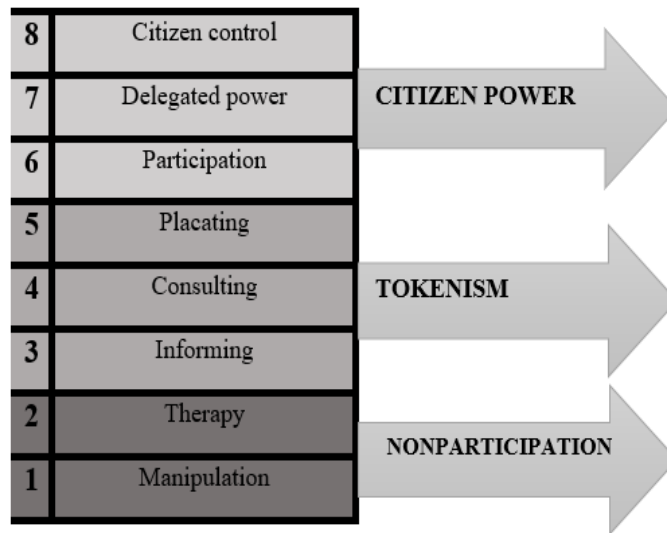 8 Citizen control
7 Delegated power
CITIZEN POWER
6 Participation
5 Placating
4 Consulting
TOKENISM
3 Informing
2 Therapy
NONPARTICIPATION
1 Manipulation